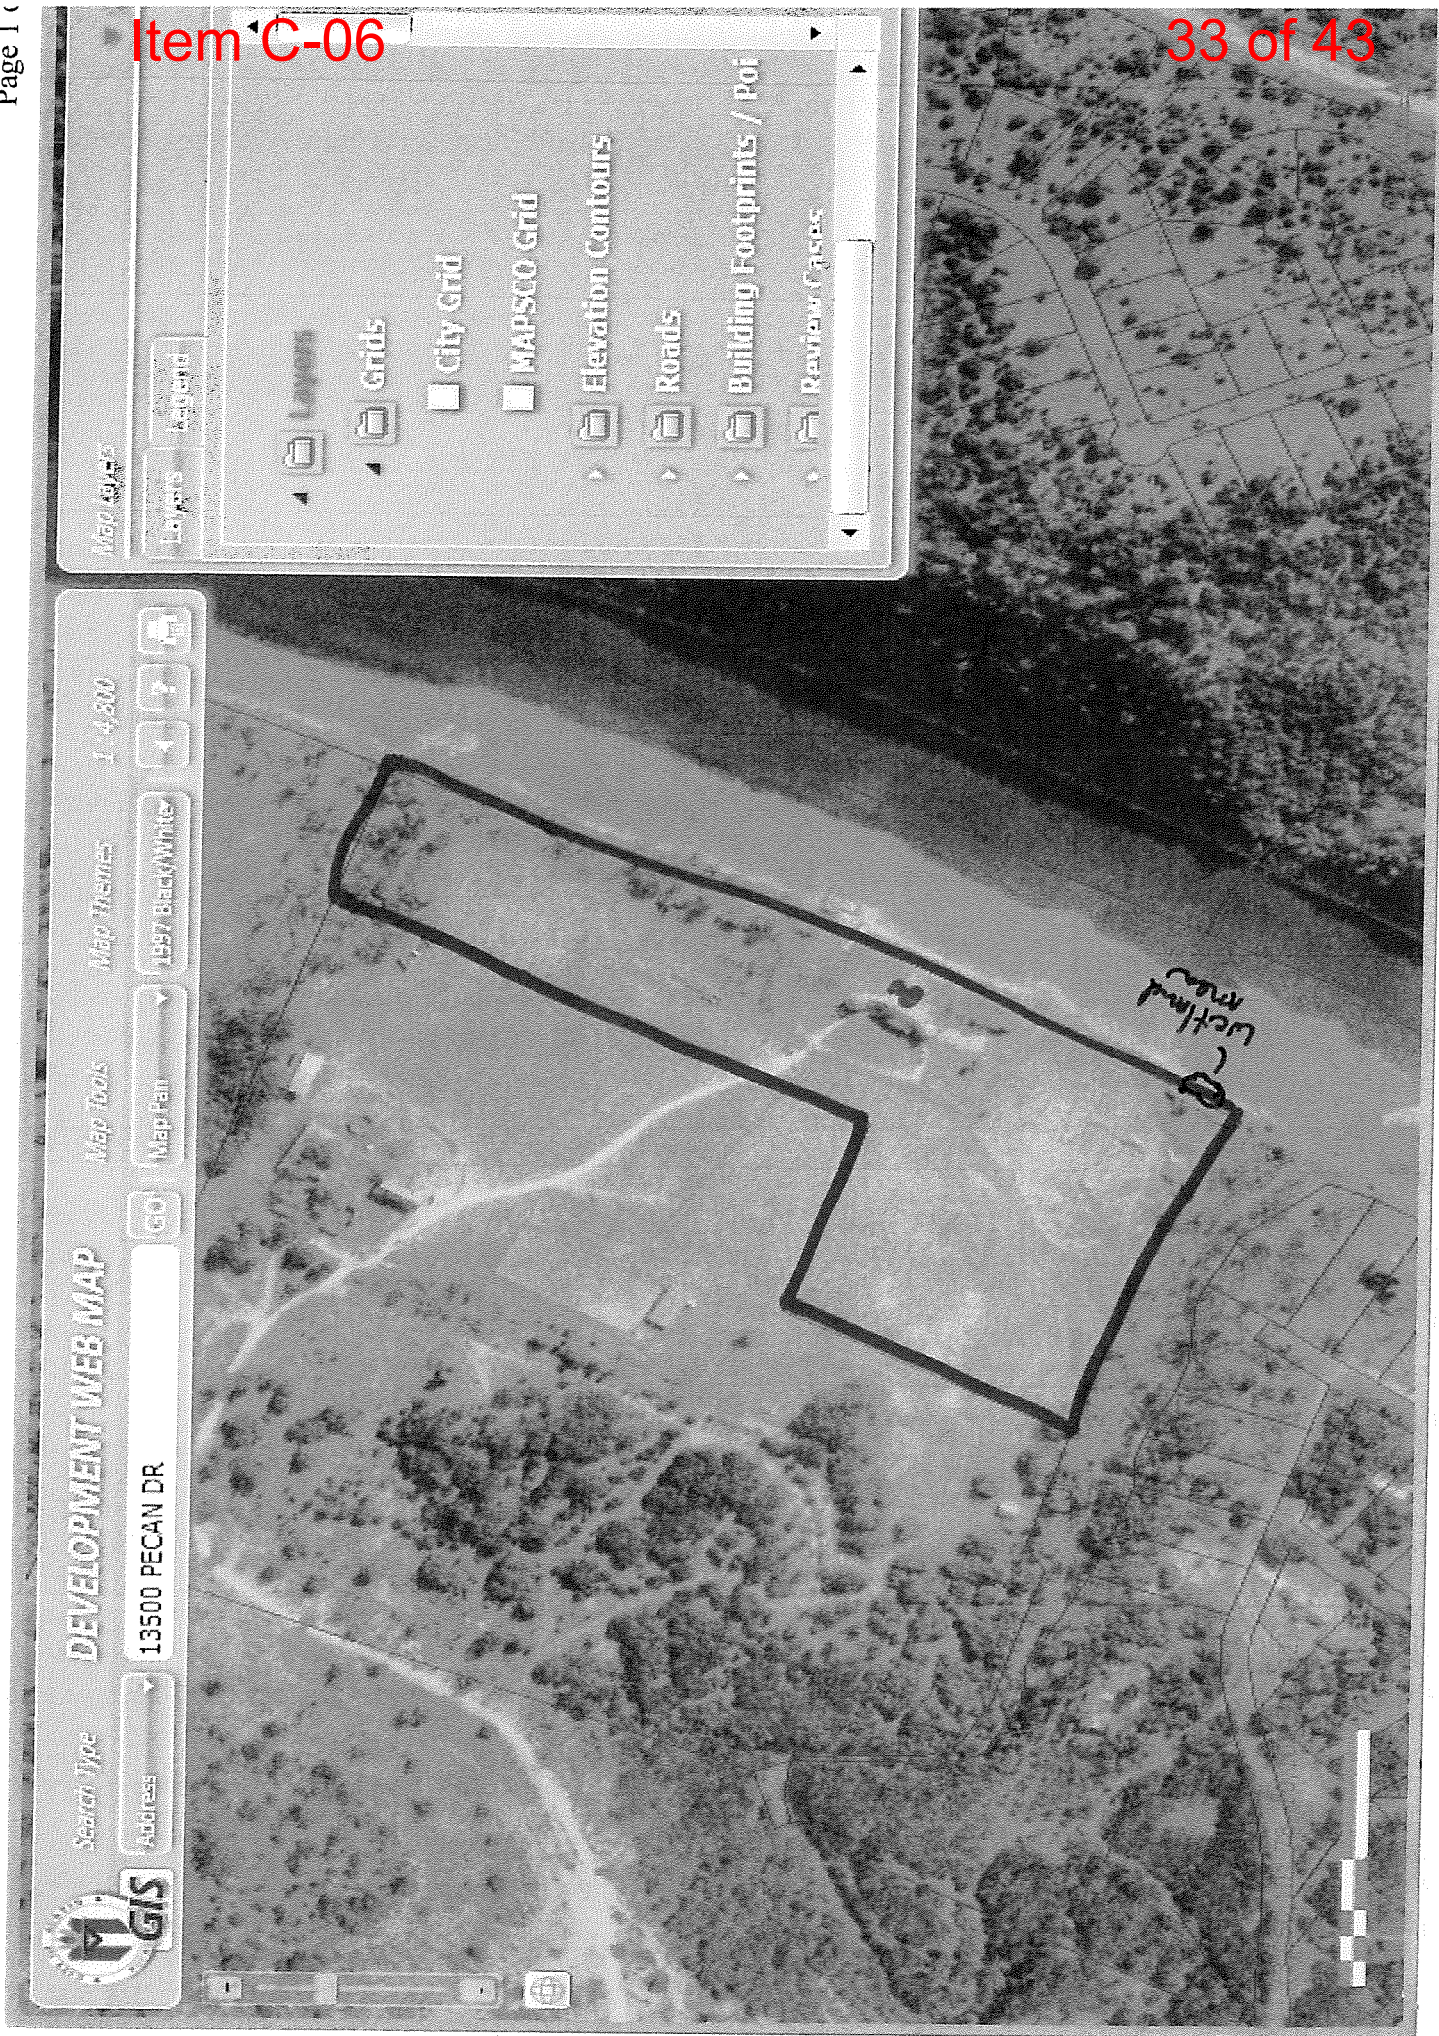 Item C-06
33 of 43
Page 1
DEVELOPMENT WEB MAP
Search Type
Map Tools
Map Themes
1 4,800
GIS
Address
13500 PECAN DR
GO
Map Pan
1997 Black/White
?
Map
Layers
Legend
Layers
Grids
City Grid
MAPSCO Grid
Elevation Contours
Roads
Building Footprints / Poi
Review Cases
wetland
area